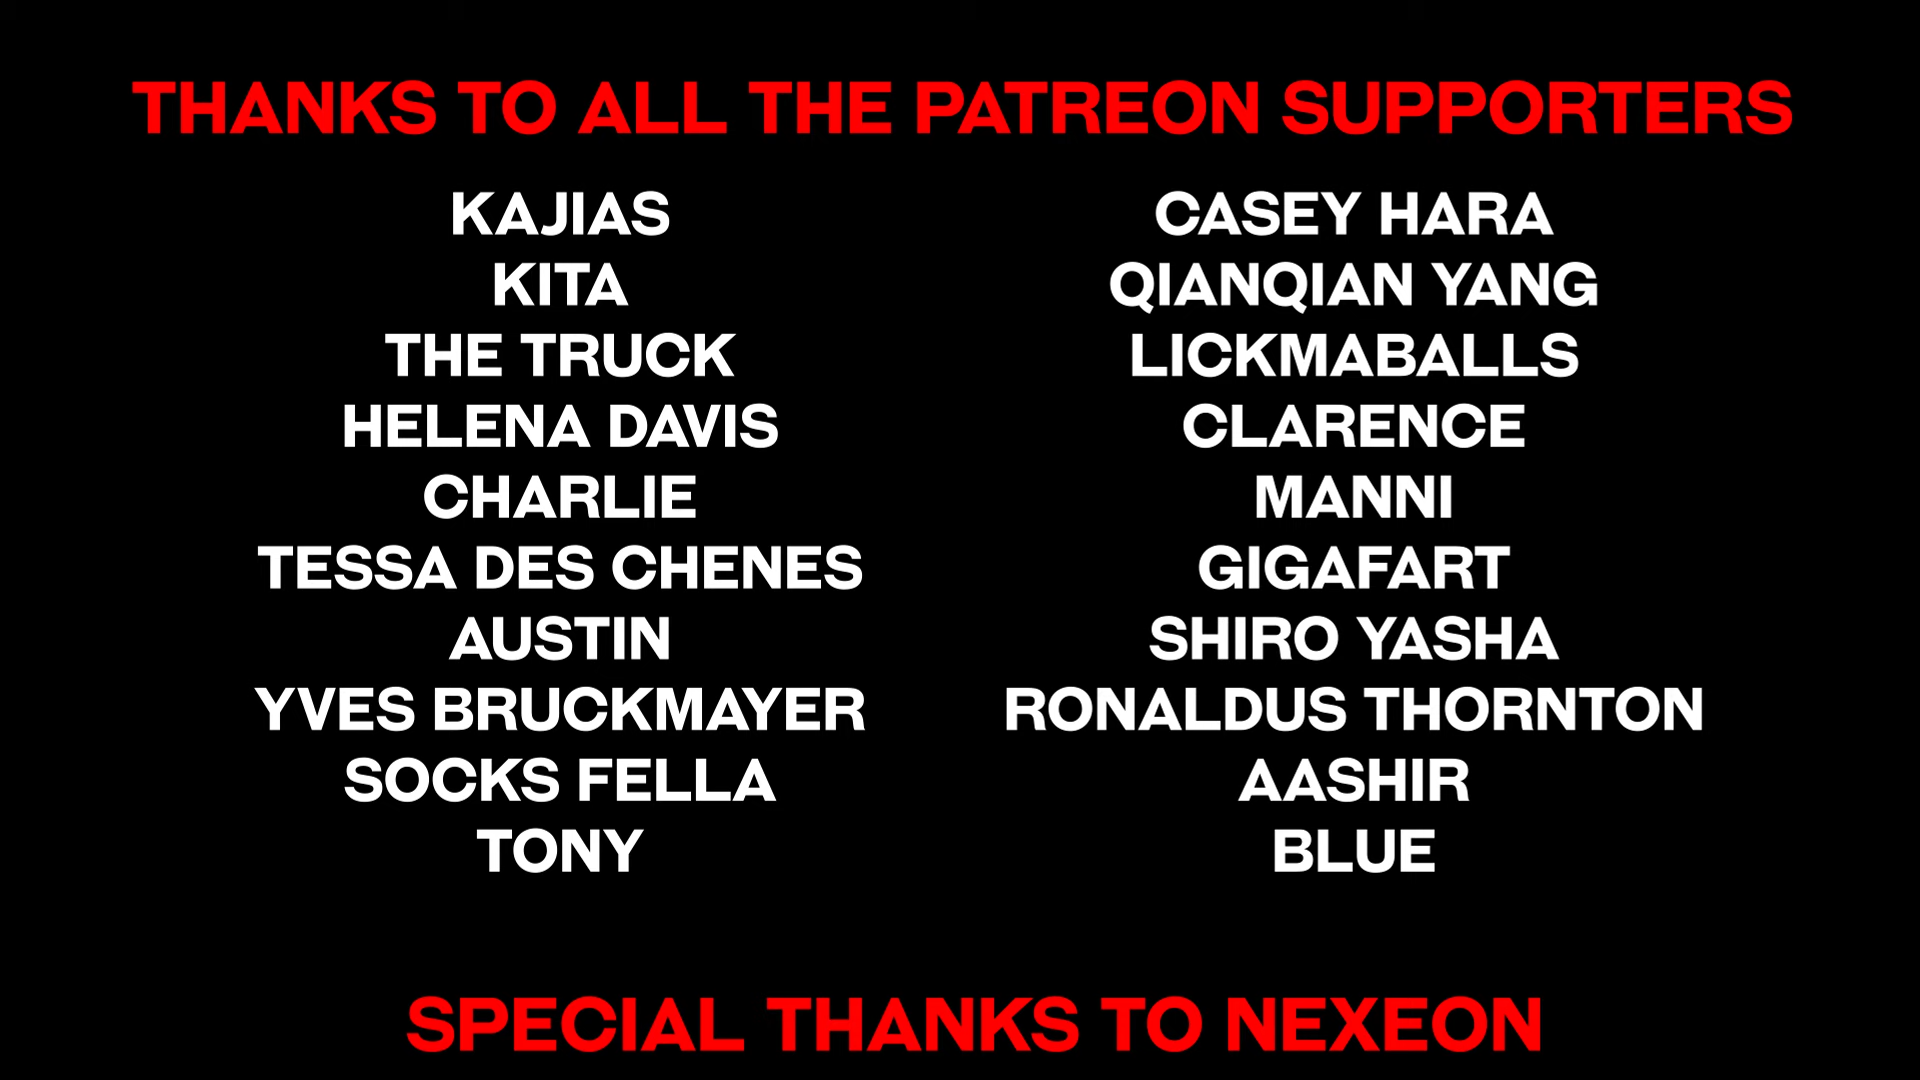 THANKS TO ALL THE PATREON SUPPORTERS
KAJIAS
KITA
THE TRUCK
HELENA DAVIS
CHARLIE
TESSA DES CHENES
AUSTIN
YVES BRUCKMAYER
SOCKS FELLA
TONY
CASEY HARA
QIANQIAN YANG
LICKMABALLS
CLARENCE
MANNI
GIGAFART
SHIRO YASHA
RONALDUS THORNTON
AASHIR
BLUE
SPECIAL THANKS TO NEXEON